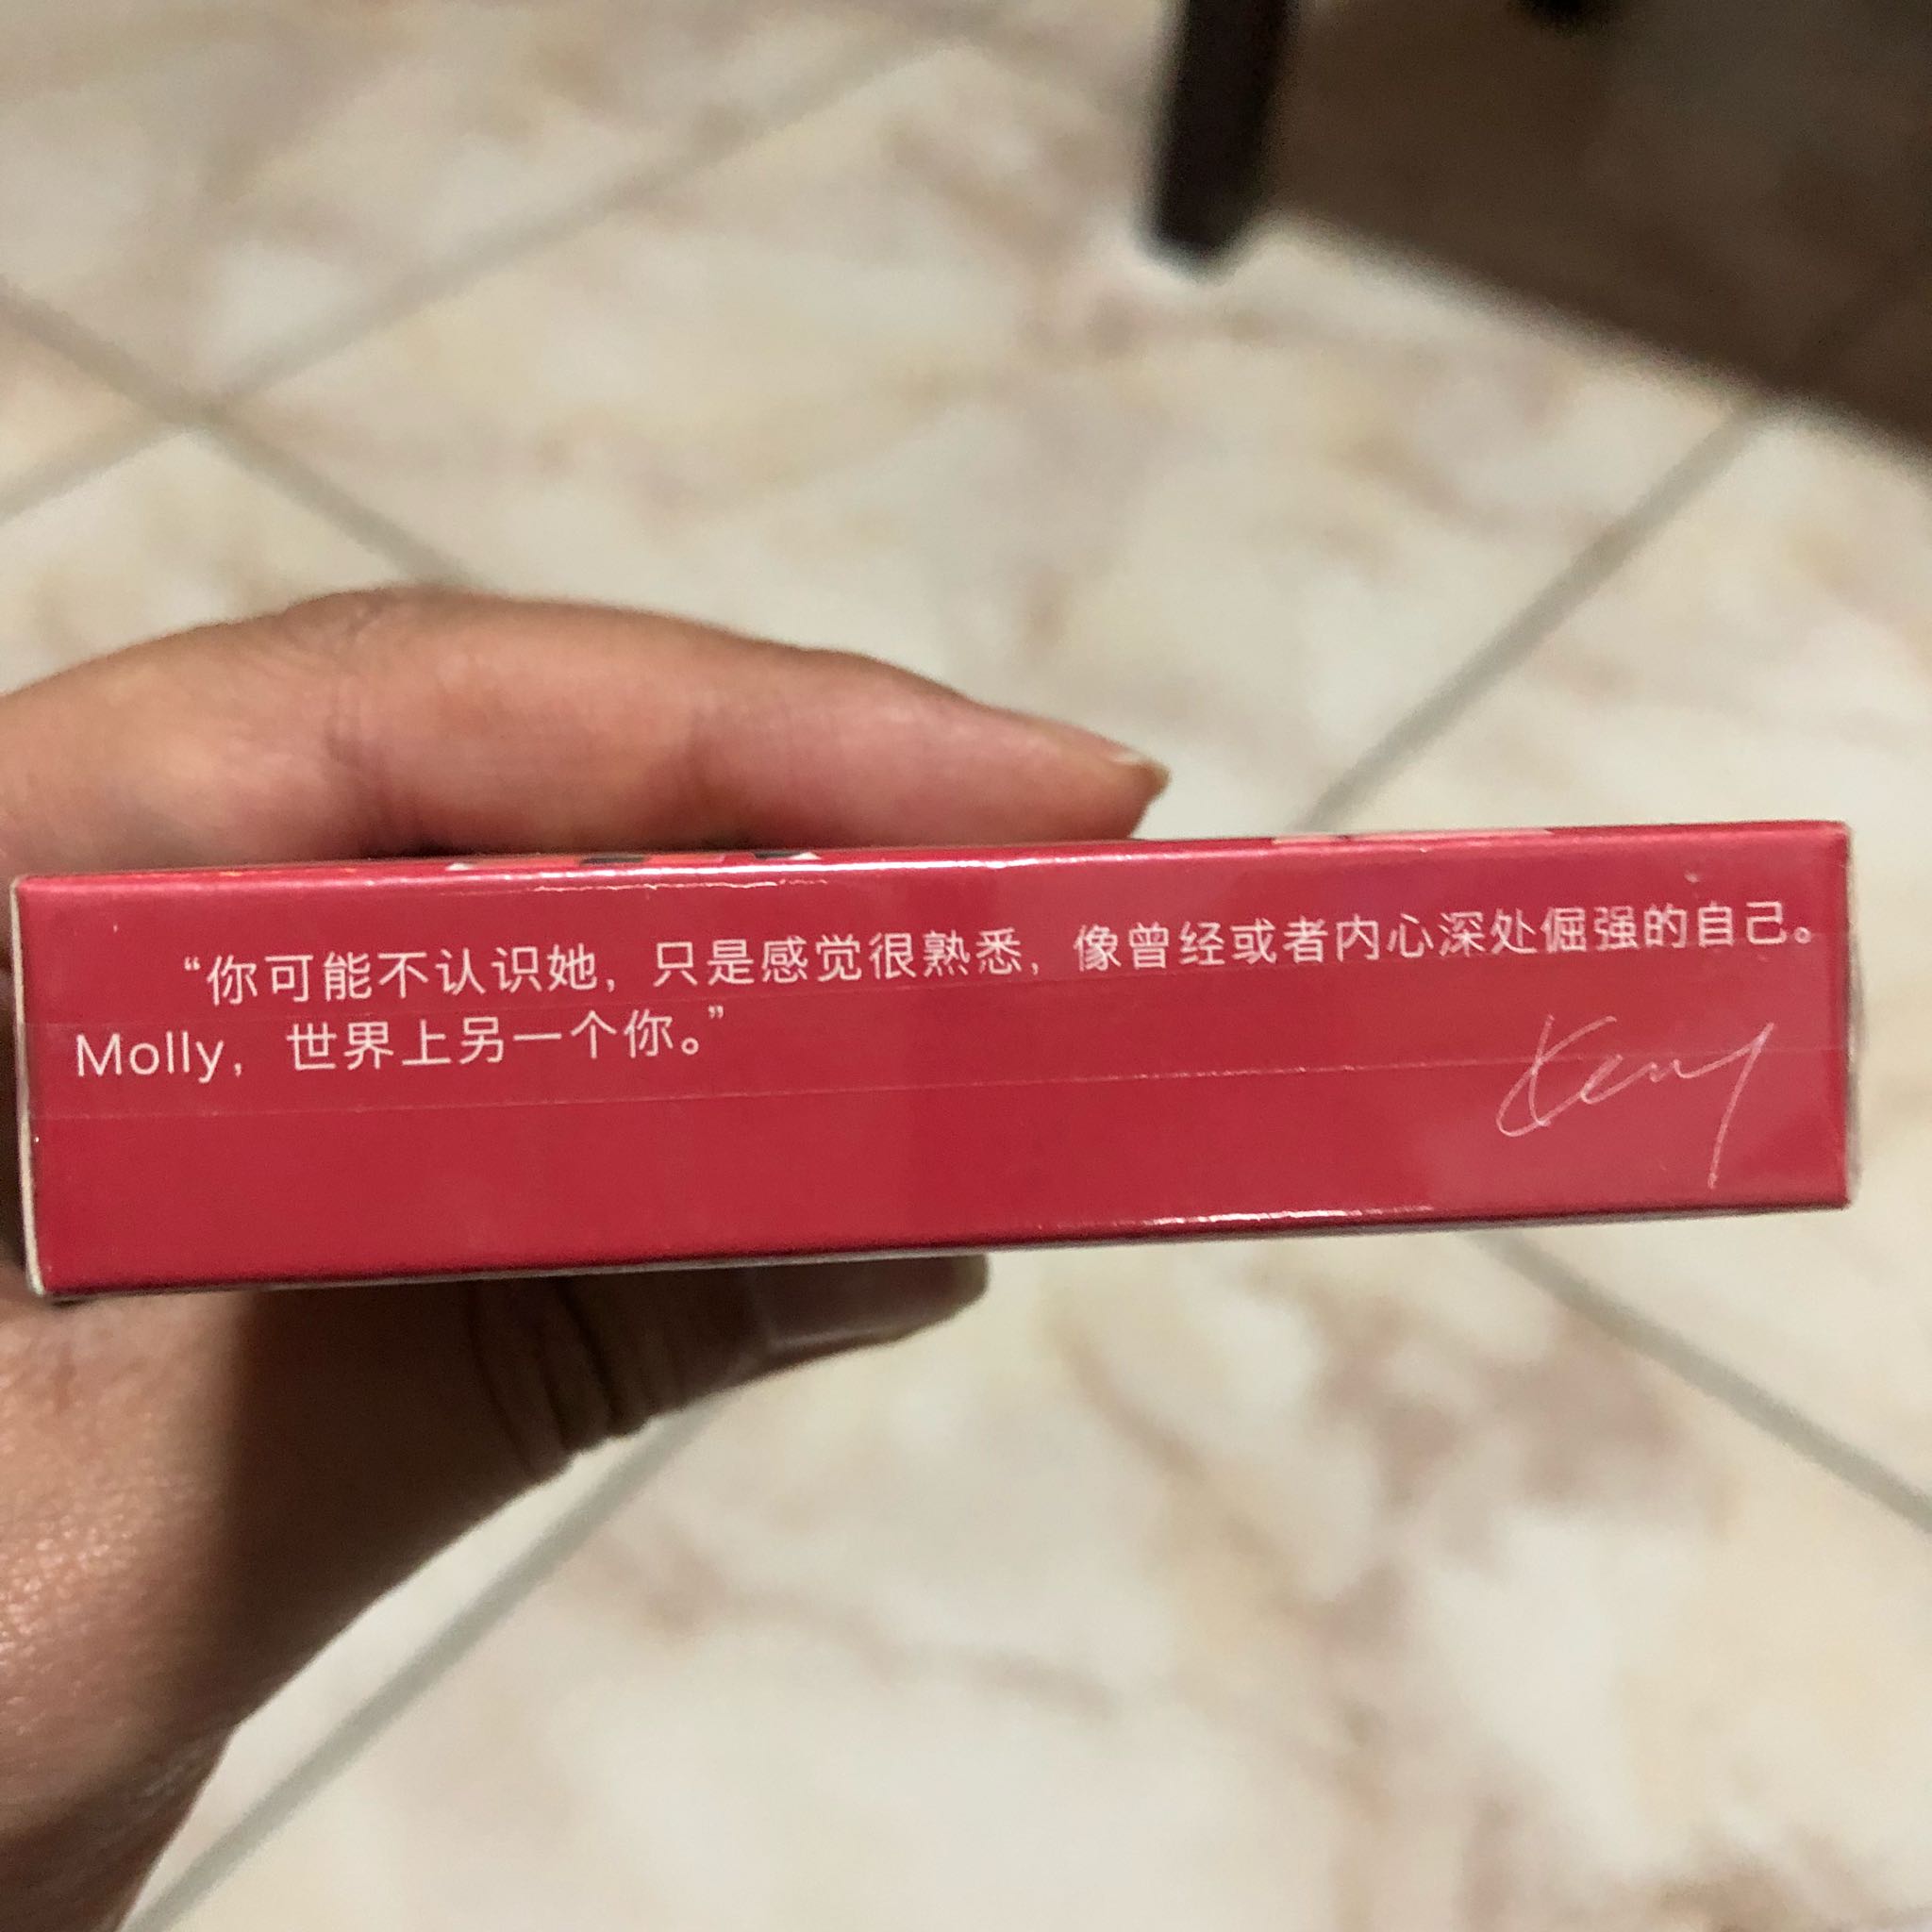 “你可能不认识她，只是感觉很熟悉，像曾经或者内心深处倔强的自己。
Molly，世界上另一个你。”
Kenny